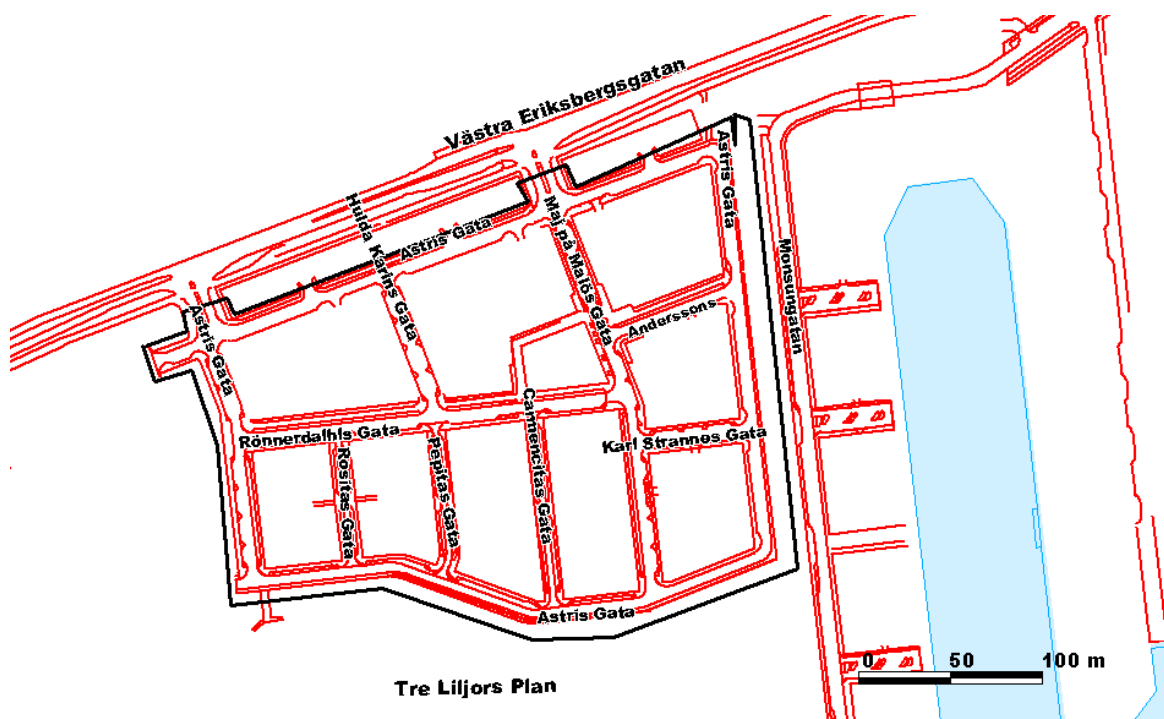 Västra Eriksbergsgatan
Hulda Karins Gata
Astris Gata
Maj på Malös Gata
Astris Gata
Monsungatan
Astris Gata
Anderssons
Rönnerdahls Gata
Rositas Gata
Pepitas Gata
Carmencitas Gata
Karl Strannes Gata
Astris Gata
Tre Liljors Plan
0 50 100 m